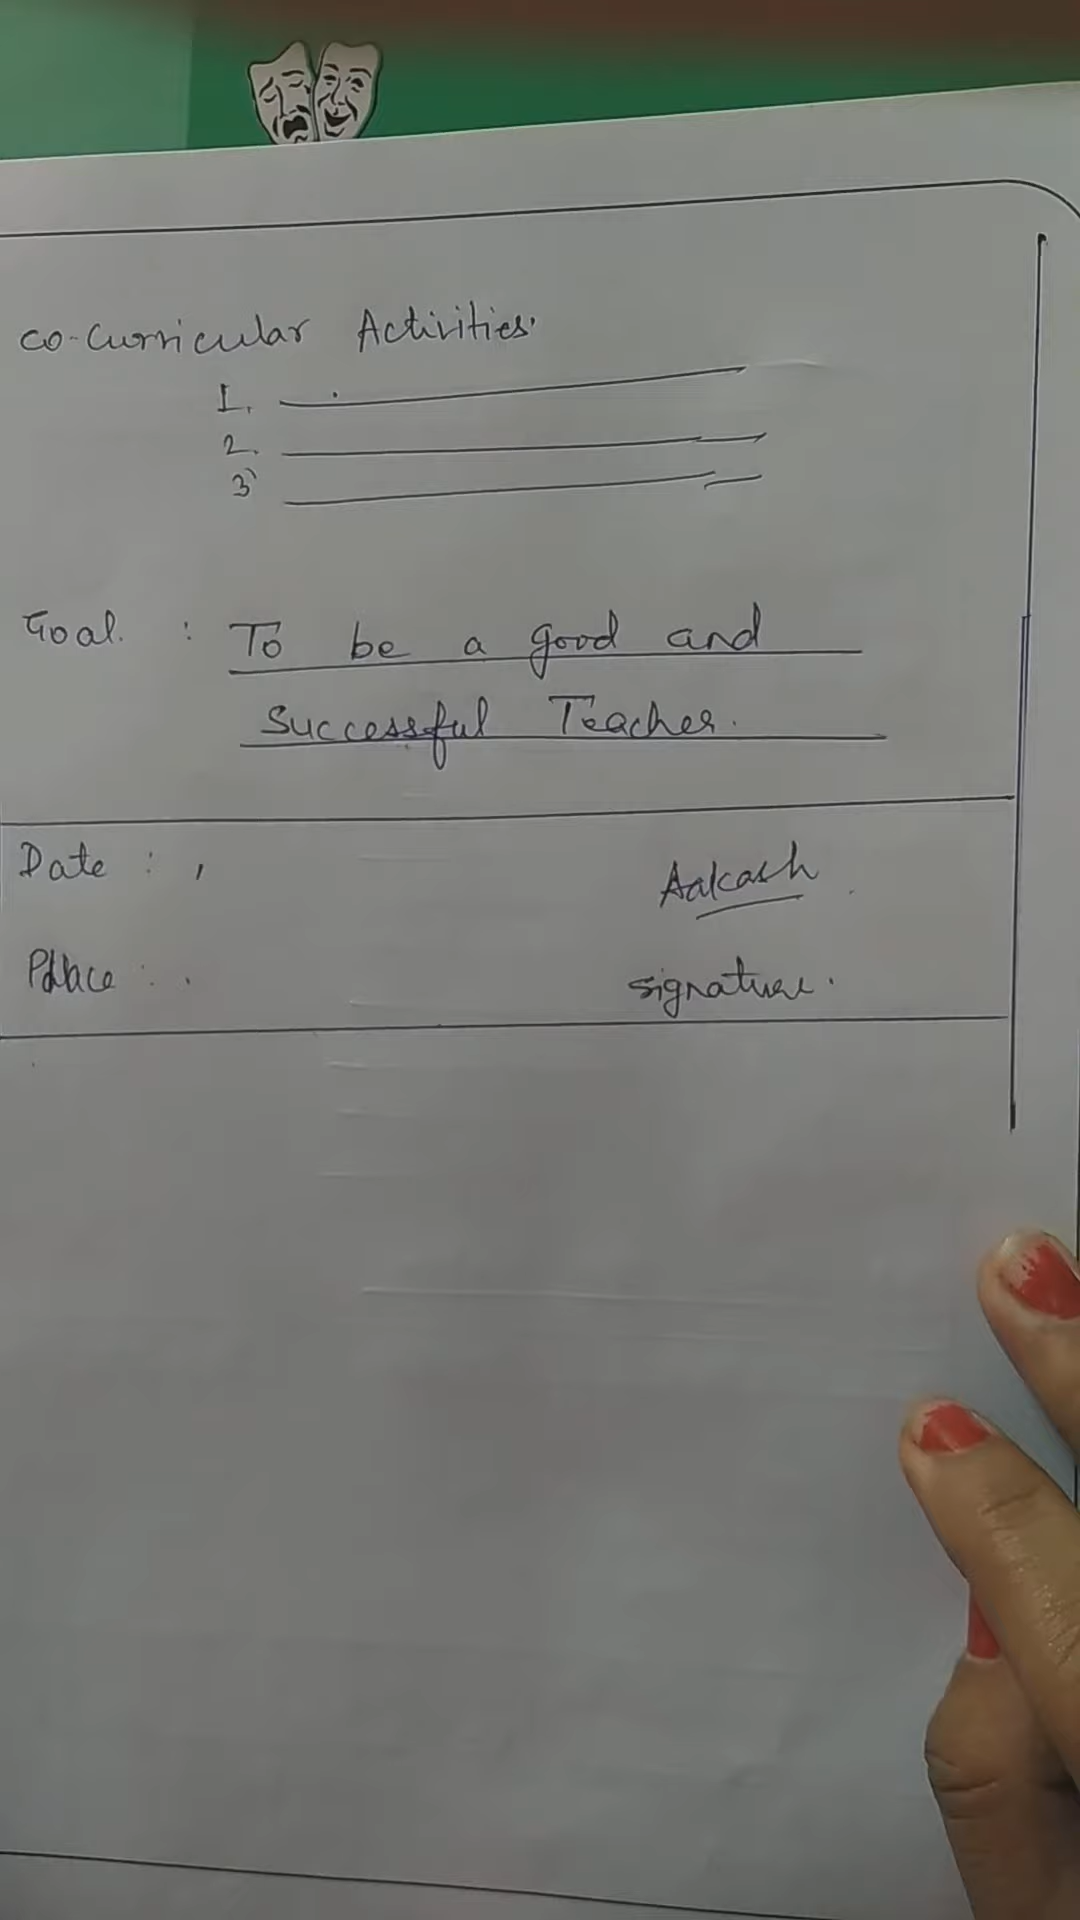 co-curricular Activities.
1.
2.
3)
Goal. : To be a good and
Successful Teacher.
Date :
Aakash
Place :
signature.